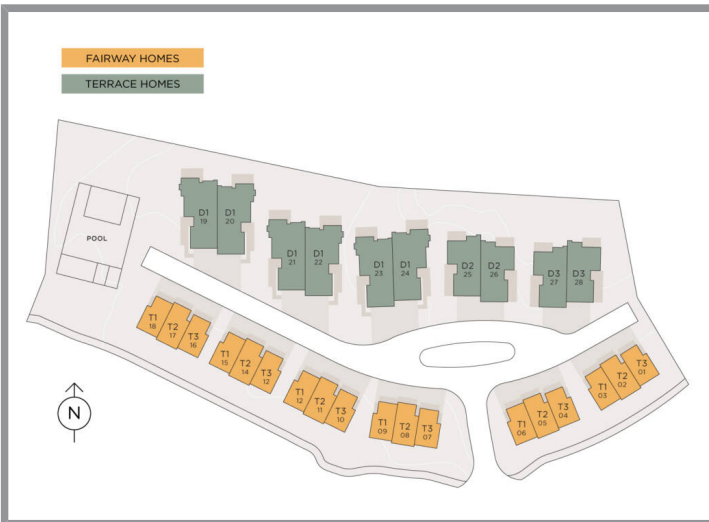 FAIRWAY HOMES
TERRACE HOMES
D1
19
D1
20
D1
21
D1
22
D1
23
D1
24
D2
25
D2
26
D3
27
D3
28
POOL
T1
18
T2
17
T3
16
T1
15
T2
14
T3
12
T1
12
T2
11
T3
10
T1
09
T2
08
T3
07
T1
06
T2
05
T3
04
T1
03
T2
02
T3
01
N